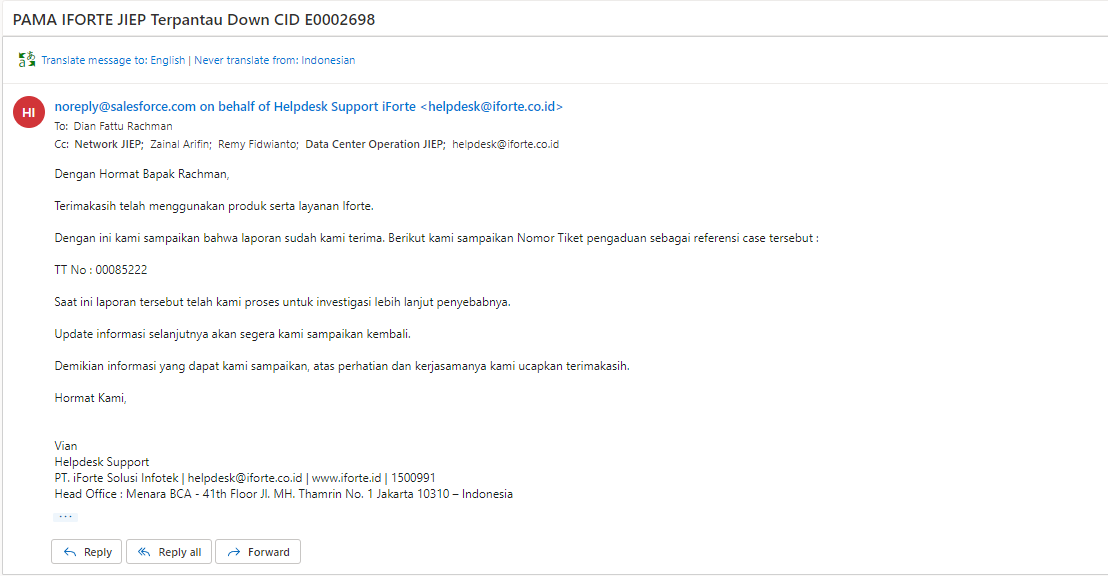 PAMA IFORTE JIEP Terpantau Down CID E0002698
Translate message to: English | Never translate from: Indonesian
HI
noreply@salesforce.com on behalf of Helpdesk Support iForte <helpdesk@iforte.co.id>
To: Dian Fattu Rachman
Cc: Network JIEP; Zainal Arifin; Remy Fidwianto; Data Center Operation JIEP; helpdesk@iforte.co.id
Dengan Hormat Bapak Rachman,
Terimakasih telah menggunakan produk serta layanan Iforte.
Dengan ini kami sampaikan bahwa laporan sudah kami terima. Berikut kami sampaikan Nomor Tiket pengaduan sebagai referensi case tersebut :
TT No : 00085222
Saat ini laporan tersebut telah kami proses untuk investigasi lebih lanjut penyebabnya.
Update informasi selanjutnya akan segera kami sampaikan kembali.
Demikian informasi yang dapat kami sampaikan, atas perhatian dan kerjasamanya kami ucapkan terimakasih.
Hormat Kami,
Vian
Helpdesk Support
PT. iForte Solusi Infotek | helpdesk@iforte.co.id | www.iforte.id | 1500991
Head Office : Menara BCA - 41th Floor Jl. MH. Thamrin No. 1 Jakarta 10310 – Indonesia
...
Reply
Reply all
Forward